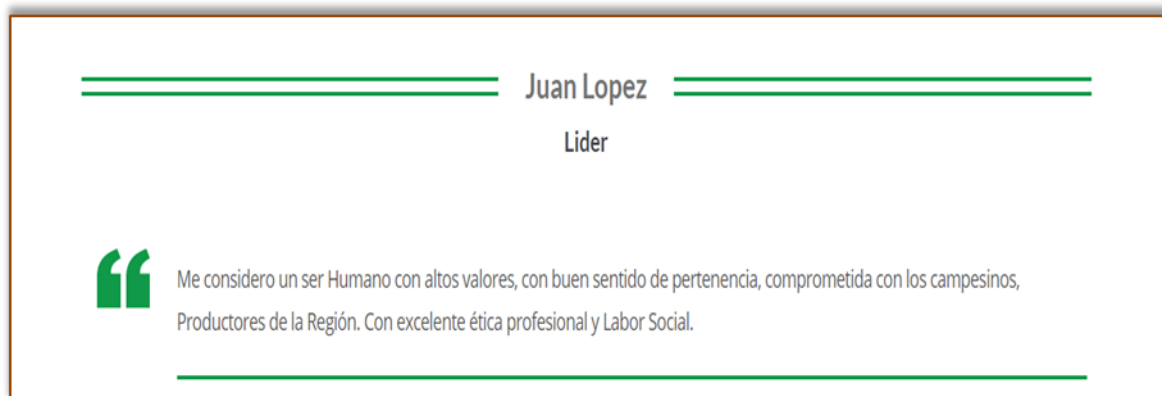 Juan Lopez
Lider
“ Me considero un ser Humano con altos valores, con buen sentido de pertenencia, comprometida con los campesinos,
Productores de la Región. Con excelente ética profesional y Labor Social.